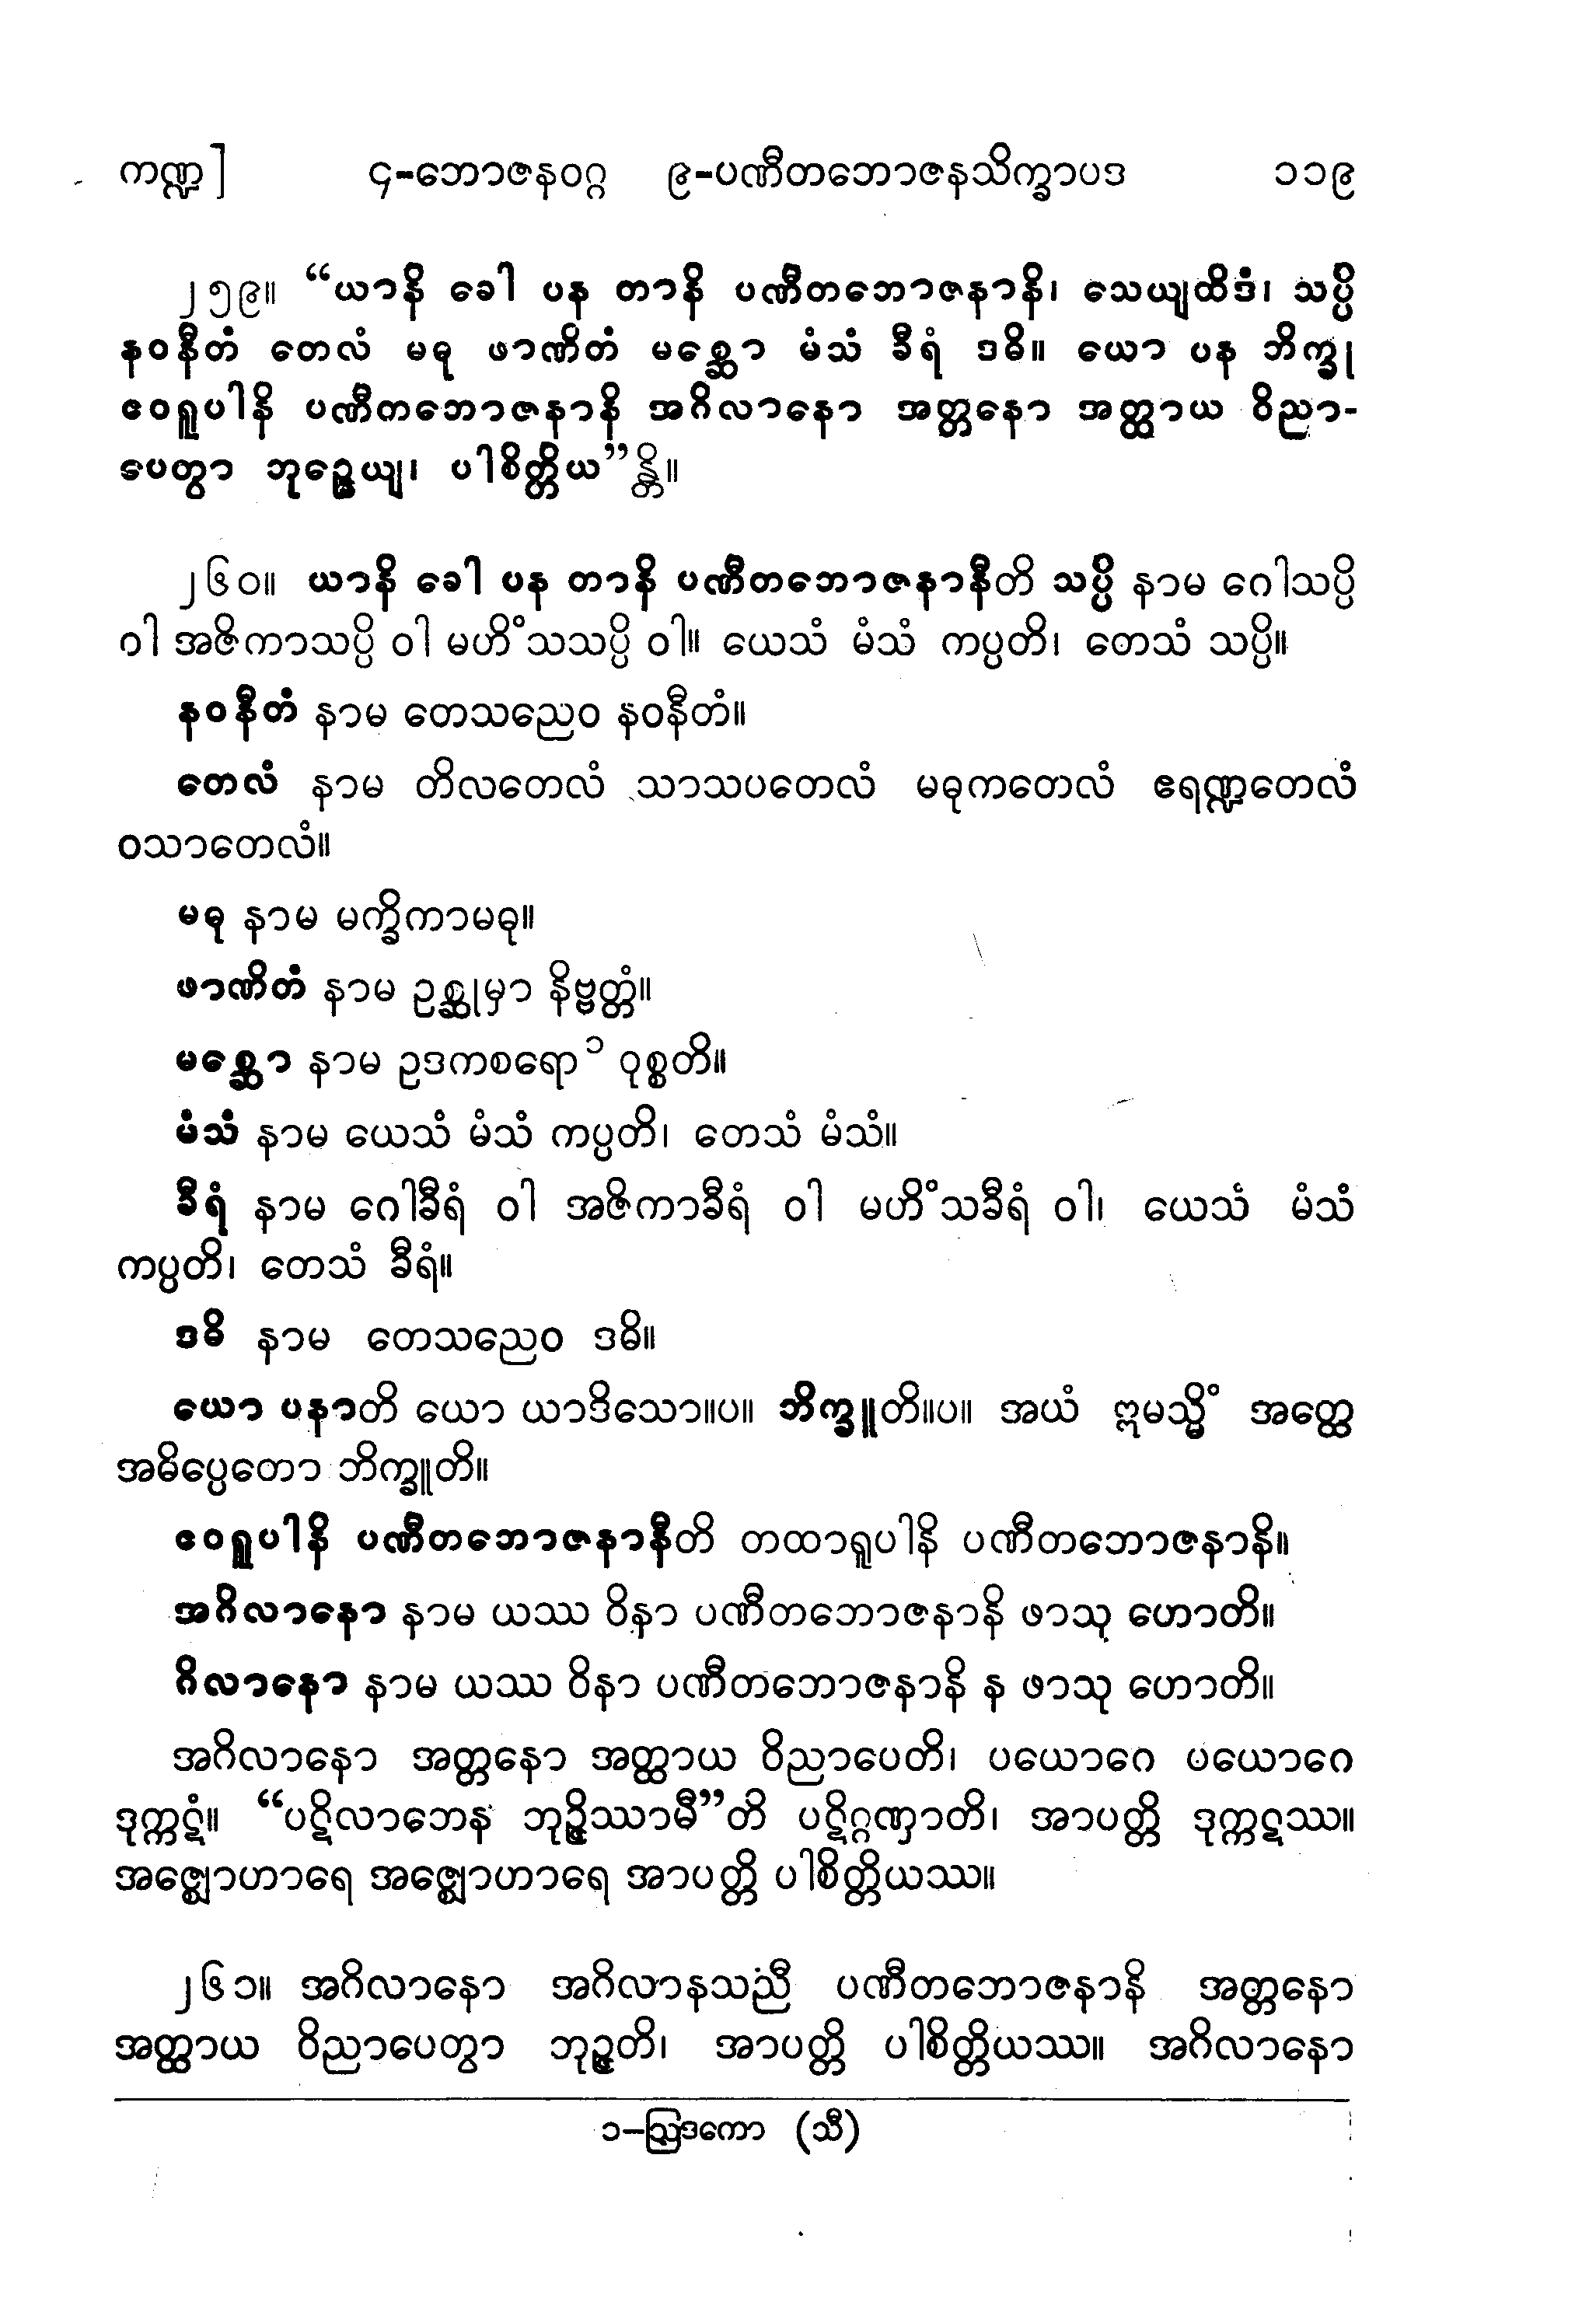 ကဏ္ဍ] ၄-ဘောဇနဝဂ္ဂ ၉-ပဏီတဘောဇနသိက္ခာပဒ ၁၁၉
၂၅၉။ “ယာနိ ခေါ ပန တာနိ ပဏီတဘောဇနာနိ၊ သေယျထိဒံ၊ သပ္ပိ
နဝနီတံ တေလံ မဓု ဖာဏိတံ မစ္ဆော မံသံ ခီရံ ဒဓိ။ ယော ပန ဘိက္ခု
ဧဝရူပါနိ ပဏီတဘောဇနာနိ အဂိလာနော အတ္တနော အတ္ထာယ ဝိညာ-
ပေတွာ ဘုဉ္ဇေယျ၊ ပါစိတ္တိယ”န္တိ။
၂၆၀။ ယာနိ ခေါ ပန တာနိ ပဏီတဘောဇနာနီတိ သပ္ပိ နာမ ဂေါသပ္ပိ
ဝါ အဇိကာသပ္ပိ ဝါ မဟိံသသပ္ပိ ဝါ။ ယေသံ မံသံ ကပ္ပတိ၊ တေသံ သပ္ပိ။
နဝနီတံ နာမ တေသညေဝ နဝနီတံ။
တေလံ နာမ တိလတေလံ သာသပတေလံ မဓုကတေလံ ဧရဏ္ဍတေလံ
ဝသာတေလံ။
မဓု နာမ မက္ခိကာမဓု။
ဖာဏိတံ နာမ ဥစ္ဆုမှာ နိဗ္ဗတ္တံ။
မစ္ဆော နာမ ဥဒကစရော ၁ ဝုစ္စတိ။
မံသံ နာမ ယေသံ မံသံ ကပ္ပတိ၊ တေသံ မံသံ။
ခီရံ နာမ ဂေါခီရံ ဝါ အဇိကာခီရံ ဝါ မဟိံသခီရံ ဝါ၊ ယေသံ မံသံ
ကပ္ပတိ၊ တေသံ ခီရံ။
ဒဓိ နာမ တေသညေဝ ဒဓိ။
ယော ပနာတိ ယော ယာဒိသော။ပ။ ဘိက္ခူတိ။ပ။ အယံ ဣမသ္မိံ အတ္ထေ
အဓိပ္ပေတော ဘိက္ခူတိ။
ဧဝရူပါနိ ပဏီတဘောဇနာနီတိ တထာရူပါနိ ပဏီတဘောဇနာနိ။
အဂိလာနော နာမ ယဿ ဝိနာ ပဏီတဘောဇနာနိ ဖာသု ဟောတိ။
ဂိလာနော နာမ ယဿ ဝိနာ ပဏီတဘောဇနာနိ န ဖာသု ဟောတိ။
အဂိလာနော အတ္တနော အတ္ထာယ ဝိညာပေတိ၊ ပယောဂေ ပယောဂေ
ဒုက္ကဋံ။ “ပဋိလာဘေန ဘုဉ္ဇိဿာမီ”တိ ပဋိဂ္ဂဏှာတိ၊ အာပတ္တိ ဒုက္ကဋဿ။
အဇ္ဈောဟာရေ အဇ္ဈောဟာရေ အာပတ္တိ ပါစိတ္တိယဿ။
၂၆၁။ အဂိလာနော အဂိလာနသညီ ပဏီတဘောဇနာနိ အတ္တနော
အတ္ထာယ ဝိညာပေတွာ ဘုဉ္ဇတိ၊ အာပတ္တိ ပါစိတ္တိယဿ။ အဂိလာနော
၁-ဩဒကော (သီ)